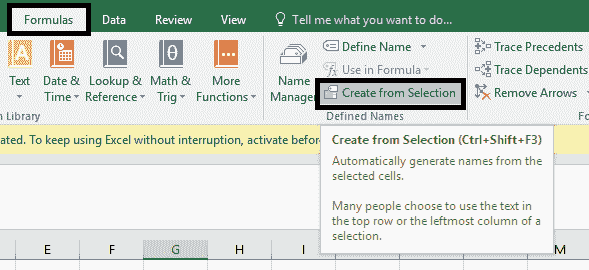 Formulas Data Review View Tell me what you want to do...
Text Date & Time Lookup & Reference Math & Trig More Functions
Name Manager
Define Name
Use in Formula
Create from Selection
Trace Precedents
Trace Dependents
Remove Arrows
n Library Defined Names Fo
ated. To keep using Excel without interruption, activate before
Create from Selection (Ctrl+Shift+F3)
Automatically generate names from the
selected cells.
Many people choose to use the text in
the top row or the leftmost column of a
selection.
E F G H I M